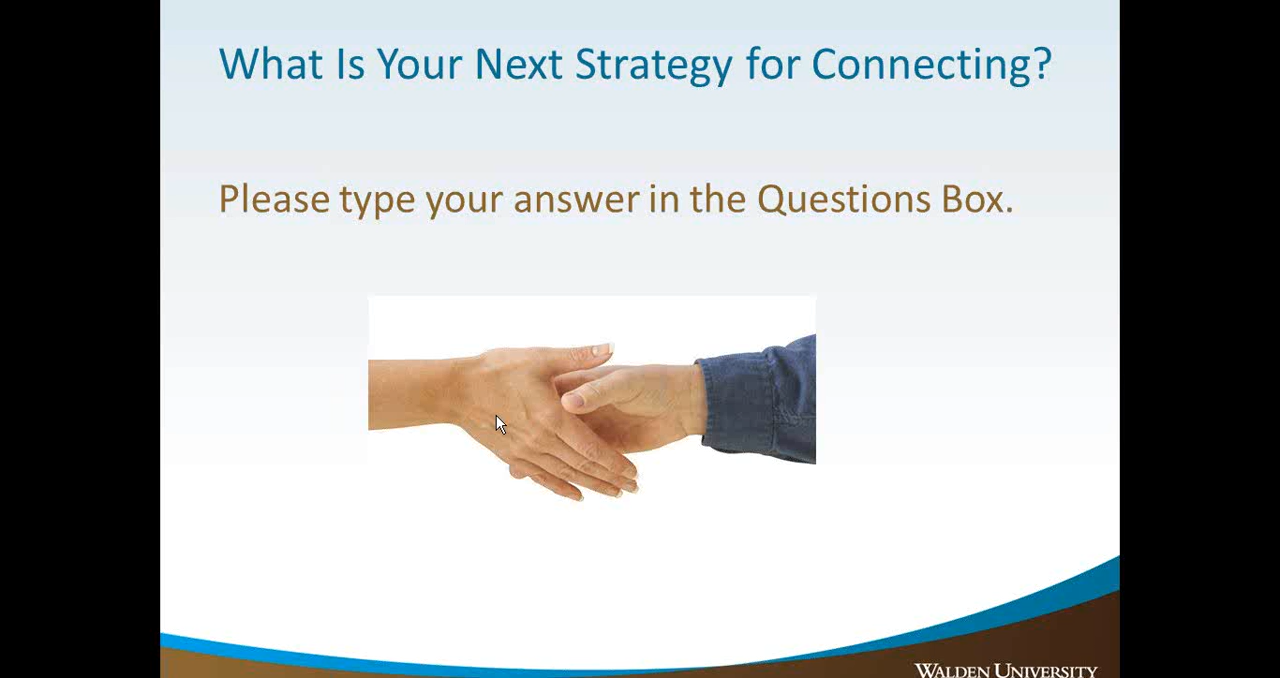 What Is Your Next Strategy for Connecting?
Please type your answer in the Questions Box.
WALDEN UNIVERSITY